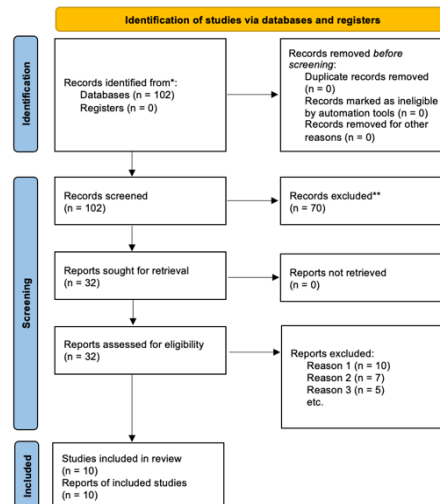 Identification of studies via databases and registers
Identification
Records identified from*:
Databases (n = 102)
Registers (n = 0)
Records removed before
screening:
Duplicate records removed
(n = 0)
Records marked as ineligible
by automation tools (n = 0)
Records removed for other
reasons (n = 0)
Screening
Records screened
(n = 102)
Records excluded**
(n = 70)
Reports sought for retrieval
(n = 32)
Reports not retrieved
(n = 0)
Reports assessed for eligibility
(n = 32)
Reports excluded:
Reason 1 (n = 10)
Reason 2 (n = 7)
Reason 3 (n = 5)
etc.
Included
Studies included in review
(n = 10)
Reports of included studies
(n = 10)